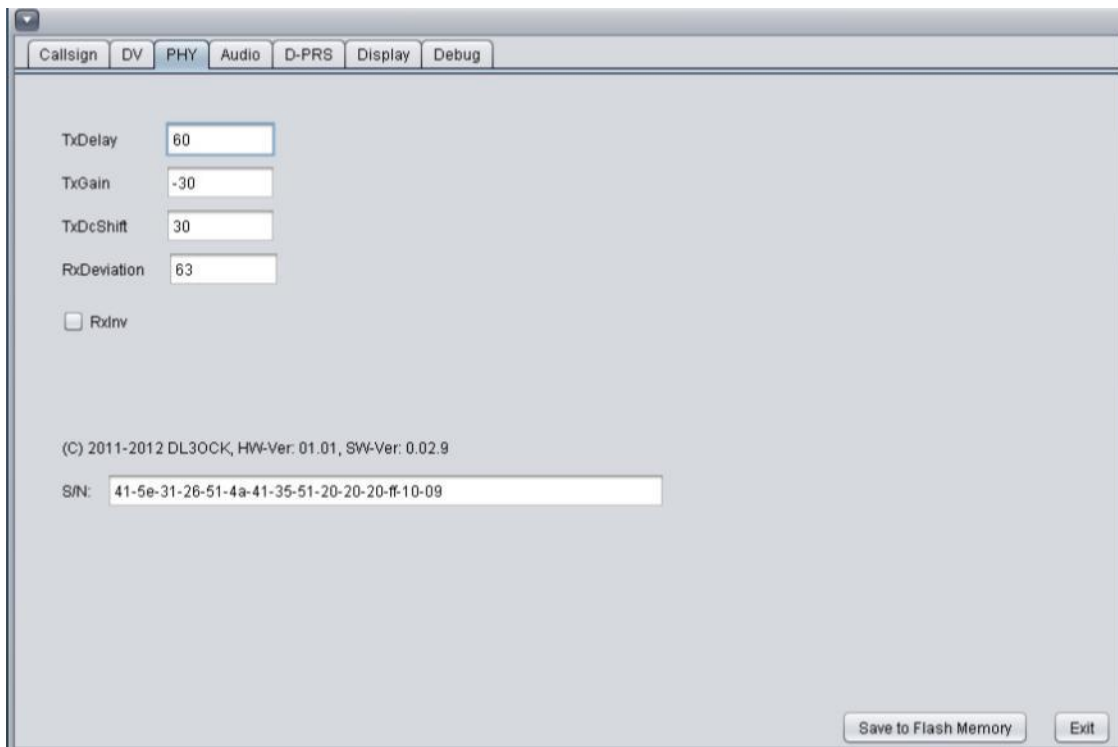 Callsign DV PHY Audio D-PRS Display Debug
TxDelay 60
TxGain -30
TxDcShift 30
RxDeviation 63
RxInv
(C) 2011-2012 DL3OCK, HW-Ver: 01.01, SW-Ver: 0.02.9
S/N: 41-5e-31-26-51-4a-41-35-51-20-20-20-ff-10-09
Save to Flash Memory Exit